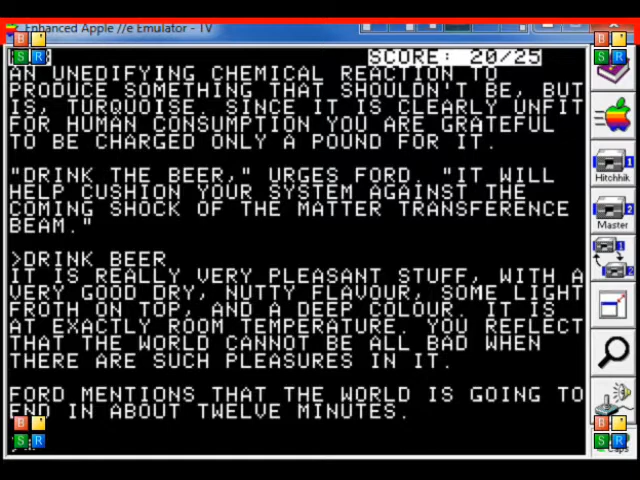 Enhanced Apple //e Emulator - TV
SCORE: 20/25
AN UNEDIFYING CHEMICAL REACTION TO
PRODUCE SOMETHING THAT SHOULDN'T BE, BUT
IS, TURQUOISE. SINCE IT IS CLEARLY UNFIT
FOR HUMAN CONSUMPTION YOU ARE GRATEFUL
TO BE CHARGED ONLY A POUND FOR IT.
"DRINK THE BEER," URGES FORD. "IT WILL
HELP CUSHION YOUR SYSTEM AGAINST THE
COMING SHOCK OF THE MATTER TRANSFERENCE
BEAM."
>DRINK BEER
IT IS REALLY VERY PLEASANT STUFF, WITH A
VERY GOOD DRY, NUTTY FLAVOUR, SOME LIGHT
FROTH ON TOP, AND A DEEP COLOUR. IT IS
AT EXACTLY ROOM TEMPERATURE. YOU REFLECT
THAT THE WORLD CANNOT BE ALL BAD WHEN
THERE ARE SUCH PLEASURES IN IT.
FORD MENTIONS THAT THE WORLD IS GOING TO
END IN ABOUT TWELVE MINUTES.
B
S R
B
S R
B
S R
B
S R
1
Hitchhik
2
Master
1
2
Caps